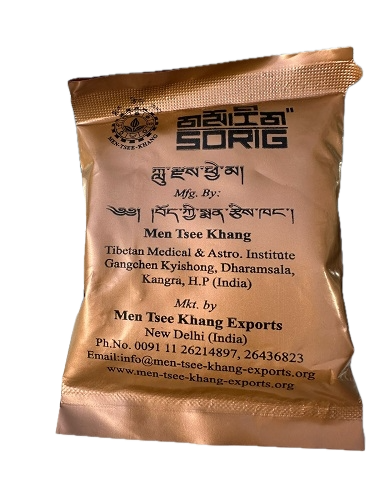 MEN-TSEE-KHANG
SORIG
ཀླུ་རྫས་ཕྱེ་མ།
Mfg. By:
༄༅། །བོད་ཀྱི་སྨན་རྩིས་ཁང་།
Men Tsee Khang
Tibetan Medical & Astro. Institute
Gangchen Kyishong, Dharamsala,
Kangra, H.P (India)
Mkt. by
Men Tsee Khang Exports
New Delhi (India)
Ph.No. 0091 11 26214897, 26436823
Email:info@men-tsee-khang-exports.org
www.men-tsee-khang-exports.org